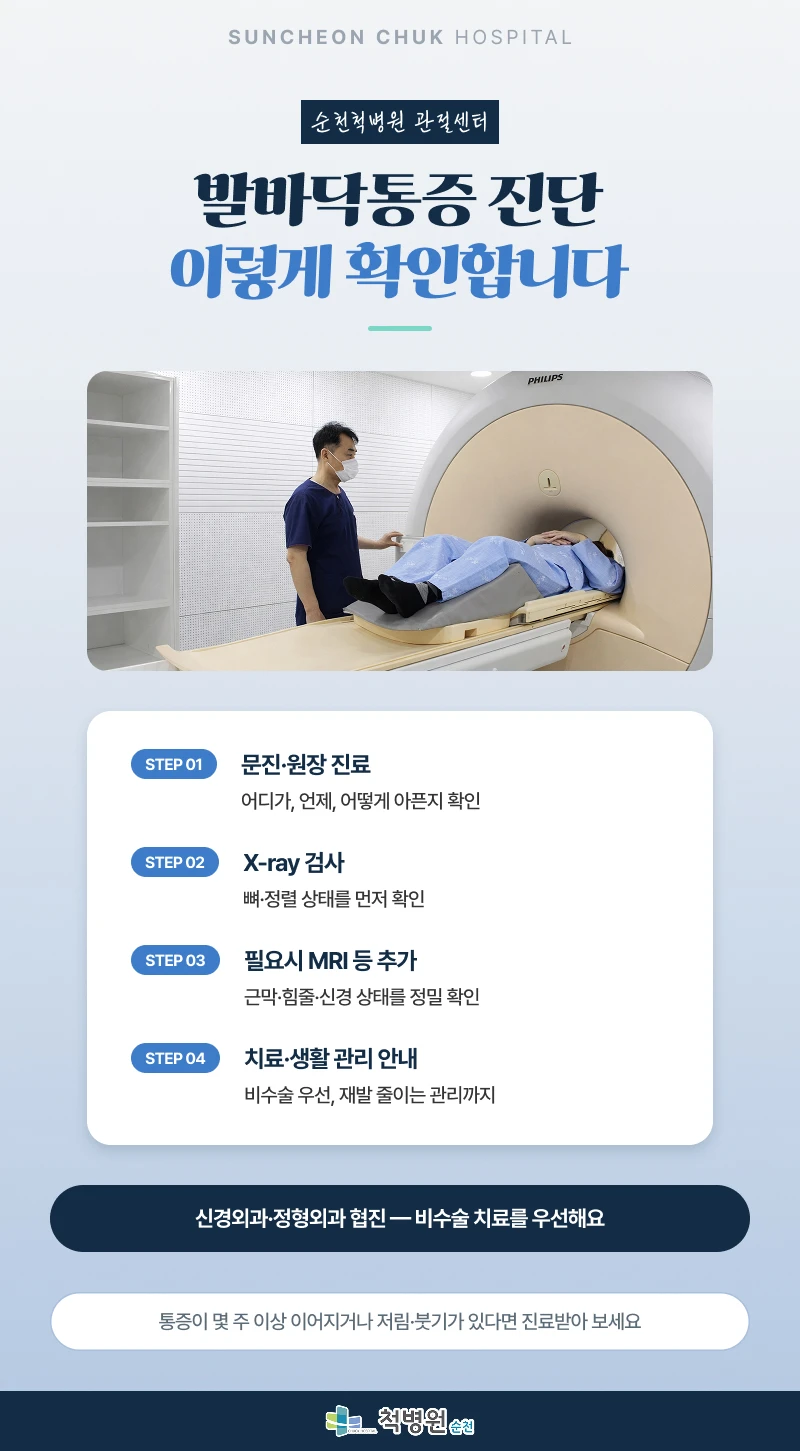 SUNCHEON CHUK HOSPITAL
순천척병원 관절센터
발바닥통증 진단
이렇게 확인합니다
PHILIPS
STEP 01
문진·원장 진료
어디가, 언제, 어떻게 아픈지 확인
STEP 02
X-ray 검사
뼈·정렬 상태를 먼저 확인
STEP 03
필요시 MRI 등 추가
근막·힘줄·신경 상태를 정밀 확인
STEP 04
치료·생활 관리 안내
비수술 우선, 재발 줄이는 관리까지
신경외과·정형외과 협진 — 비수술 치료를 우선해요
통증이 몇 주 이상 이어지거나 저림·붓기가 있다면 진료받아 보세요
척병원 순천